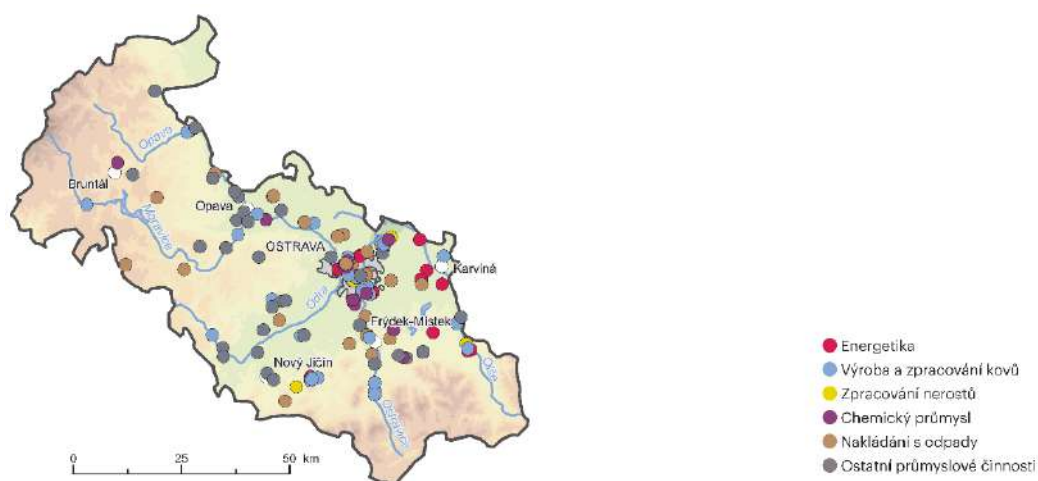 Opava
Bruntál
Opava
Moravice
OSTRAVA
Karviná
Odra
Frýdek-Místek
Nový Jičín
Olše
Ostravice
0 25 50 km
Energetika
Výroba a zpracování kovů
Zpracování nerostů
Chemický průmysl
Nakládání s odpady
Ostatní průmyslové činnosti